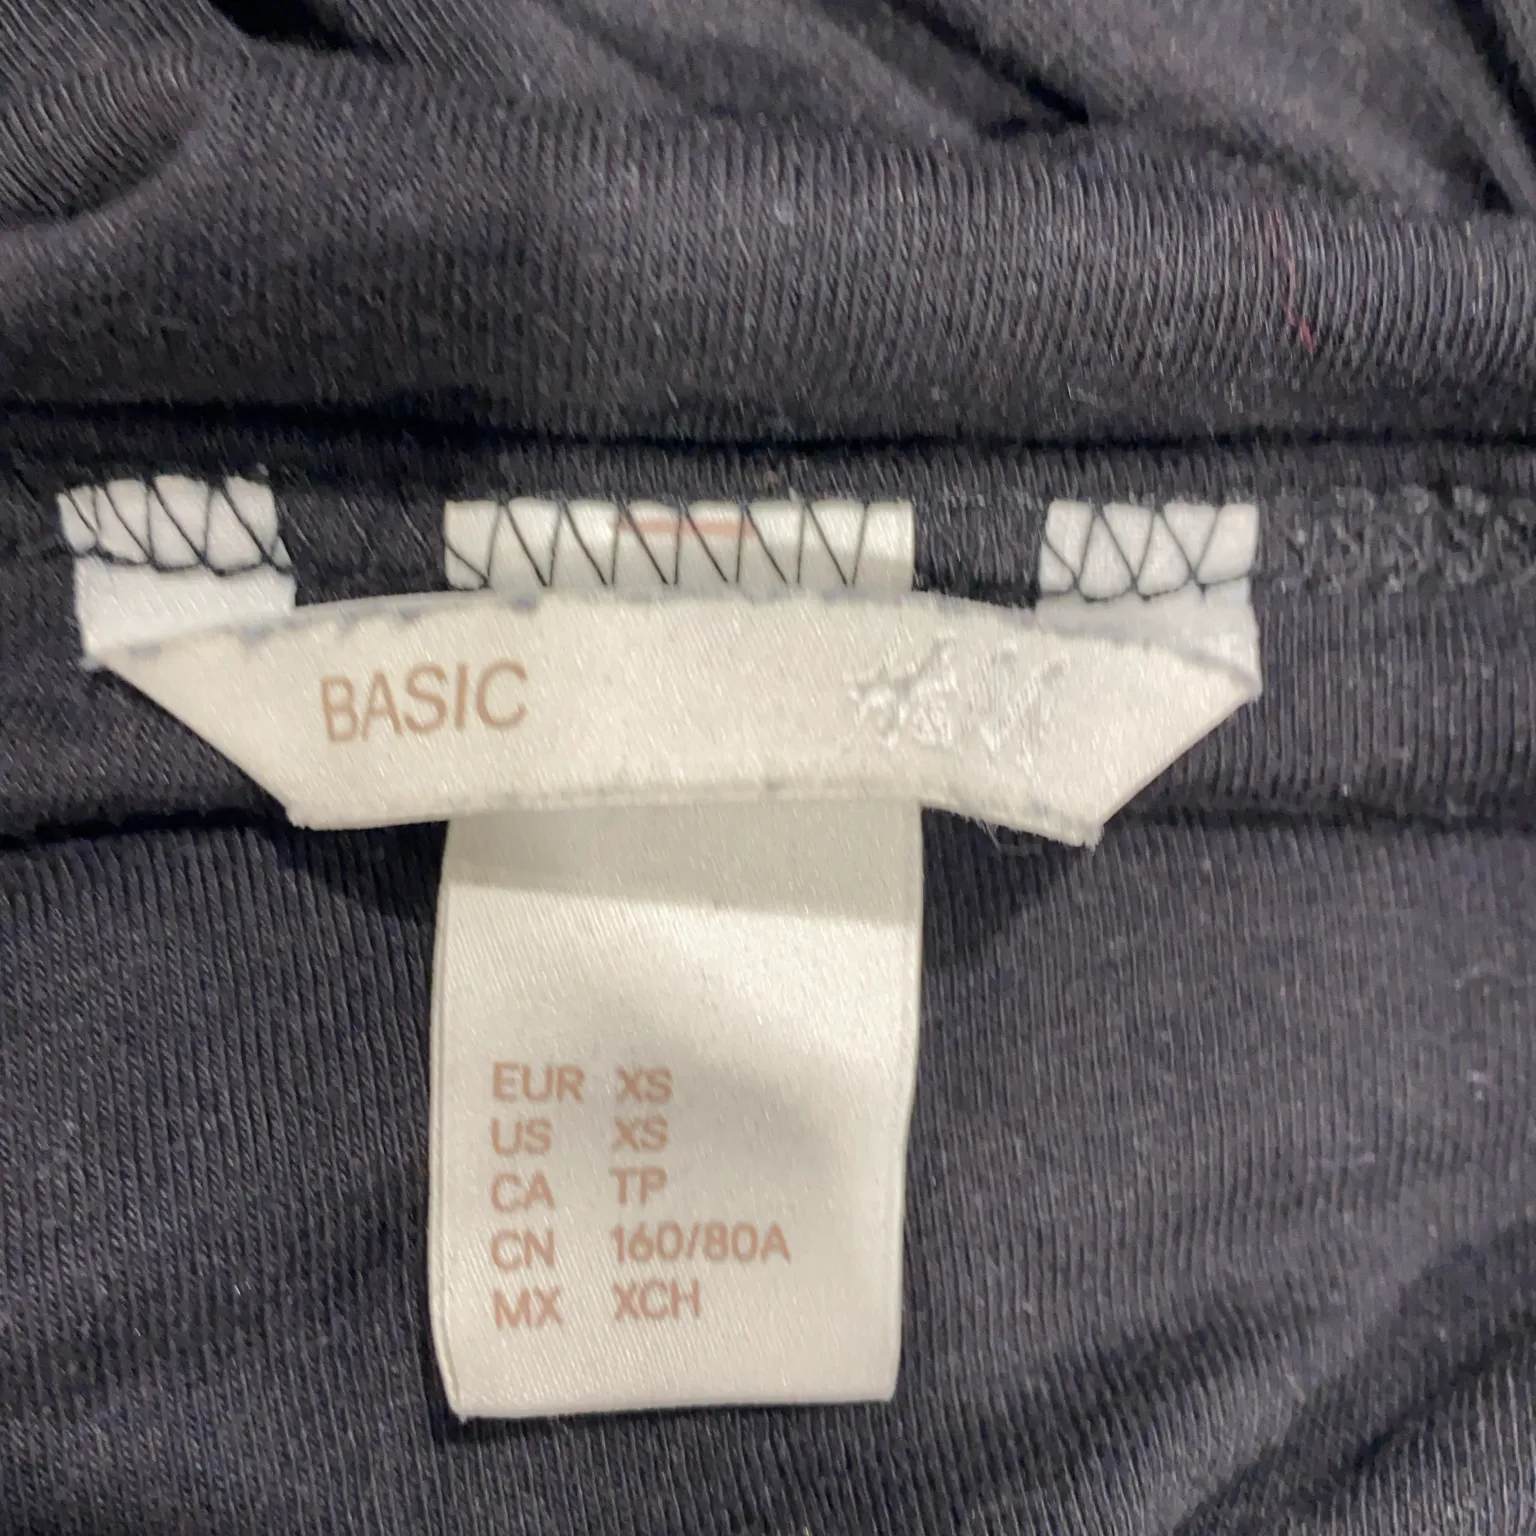 BASIC H&M
EUR XS
US XS
CA TP
CN 160/80A
MX XCH